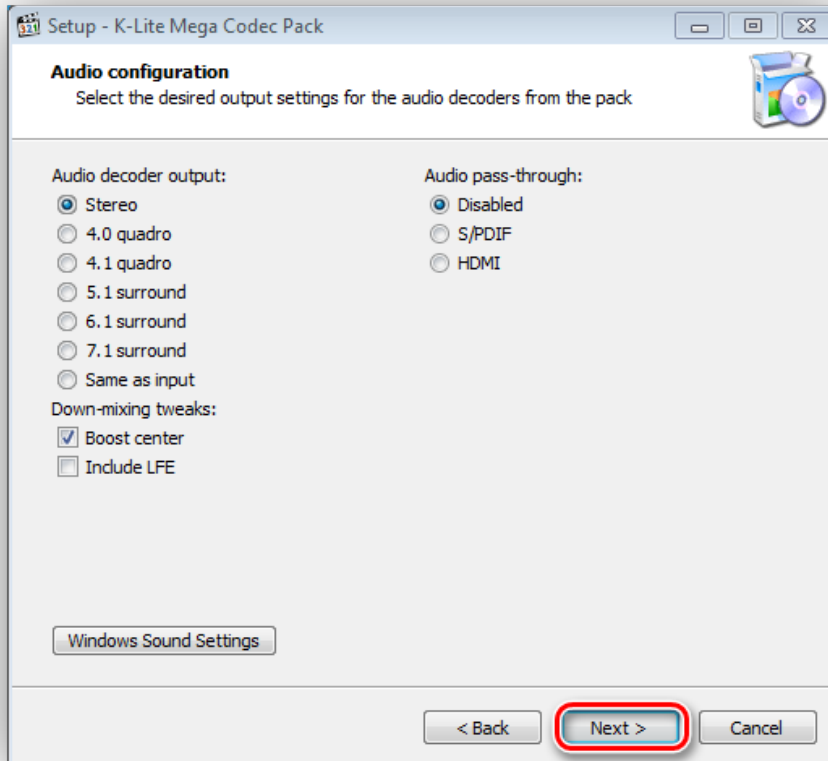 Setup - K-Lite Mega Codec Pack
Audio configuration
Select the desired output settings for the audio decoders from the pack
Audio decoder output:
Stereo
4.0 quadro
4.1 quadro
5.1 surround
6.1 surround
7.1 surround
Same as input
Down-mixing tweaks:
Boost center
Include LFE
Audio pass-through:
Disabled
S/PDIF
HDMI
Windows Sound Settings
< Back
Next >
Cancel